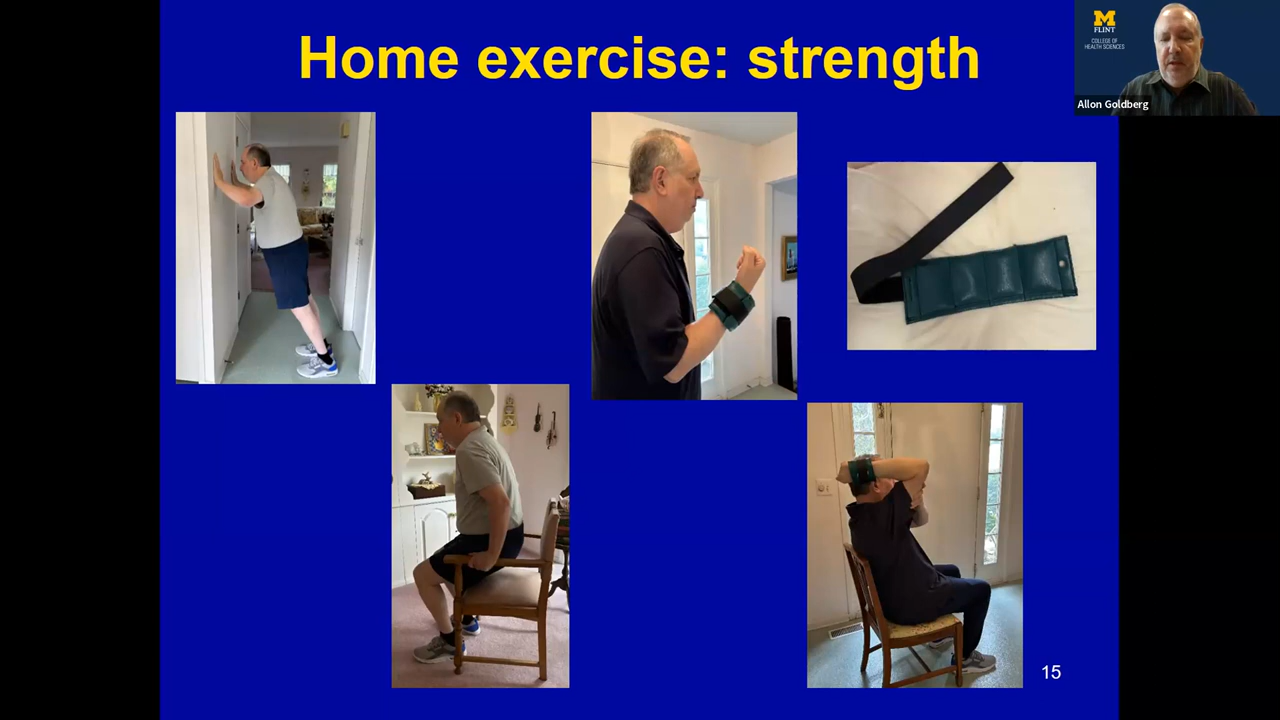 Home exercise: strength
M
FLINT
COLLEGE OF
HEALTH SCIENCES
Allon Goldberg
15